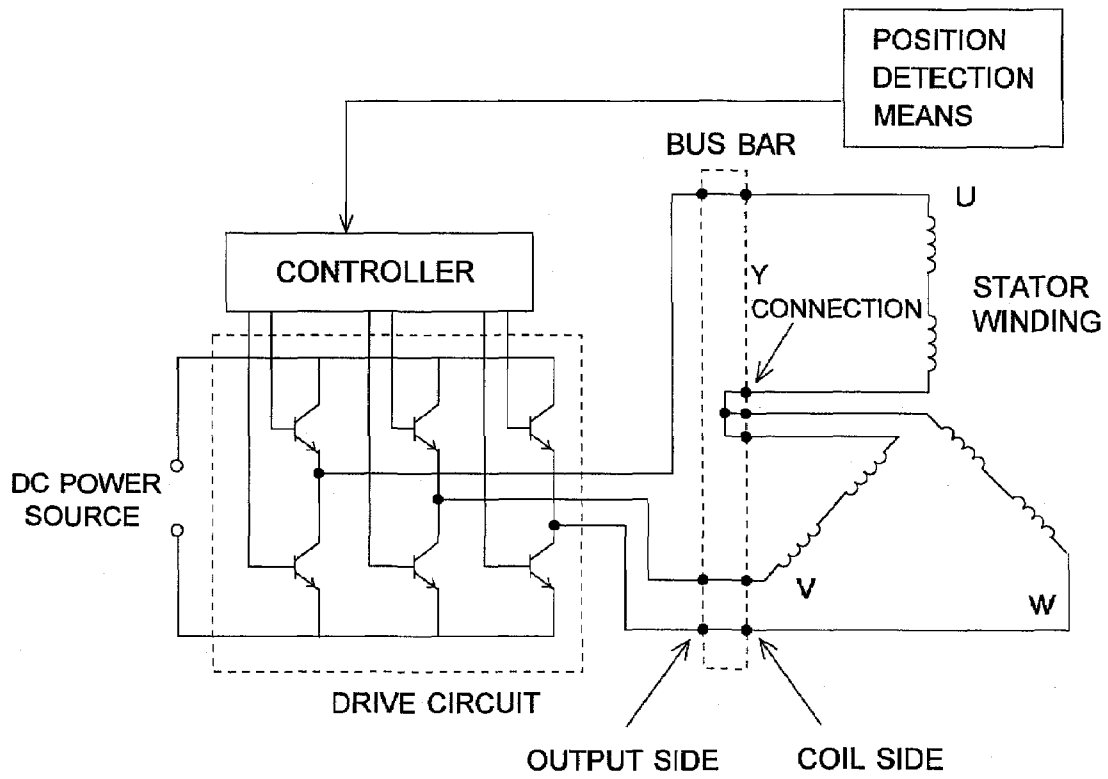 POSITION
DETECTION
MEANS
BUS BAR
U
CONTROLLER
Y
CONNECTION
STATOR
WINDING
DC POWER
SOURCE
V
W
DRIVE CIRCUIT
OUTPUT SIDE
COIL SIDE